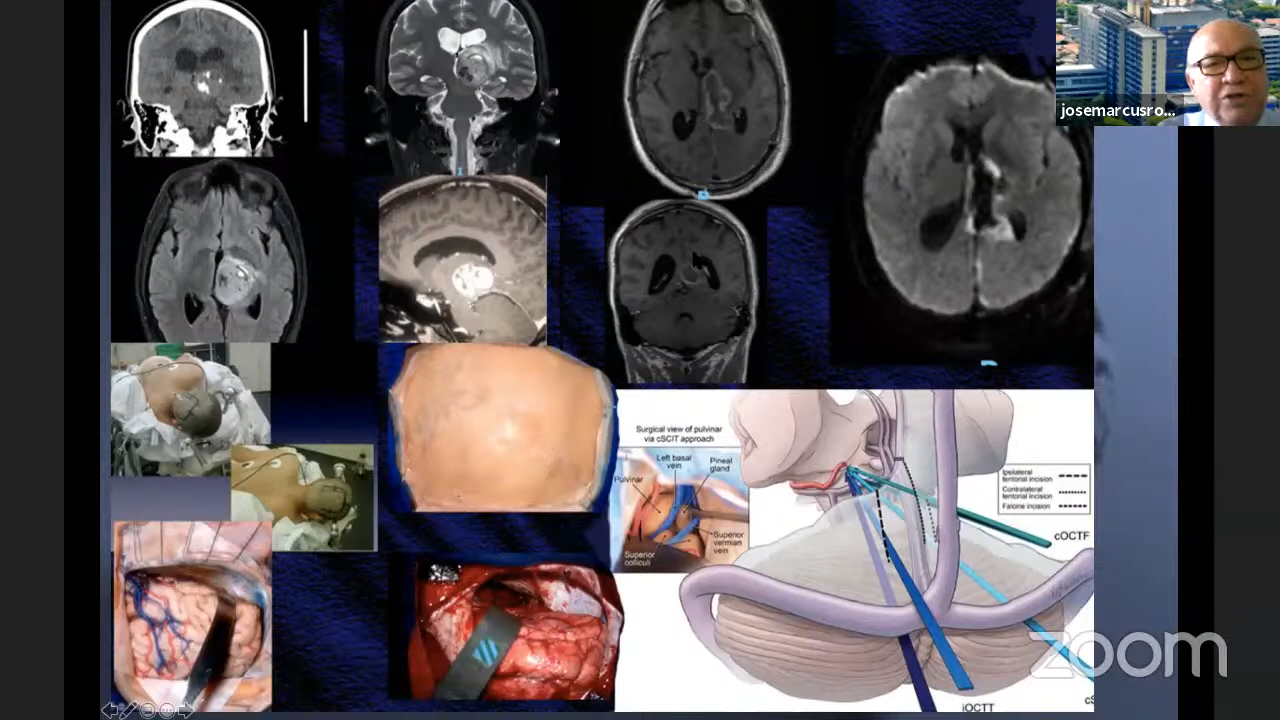 josemarcusro...
Surgical view of pulvinar
via cSCIT approach
Left basal
vein
Pineal
gland
Pulvinar
Superior
vermian
vein
Superior
colliculi
Ipsilateral
tentorial incision
Contralateral
tentorial incision
Falcine incision
cOCTF
iOCTT
cS
zoom